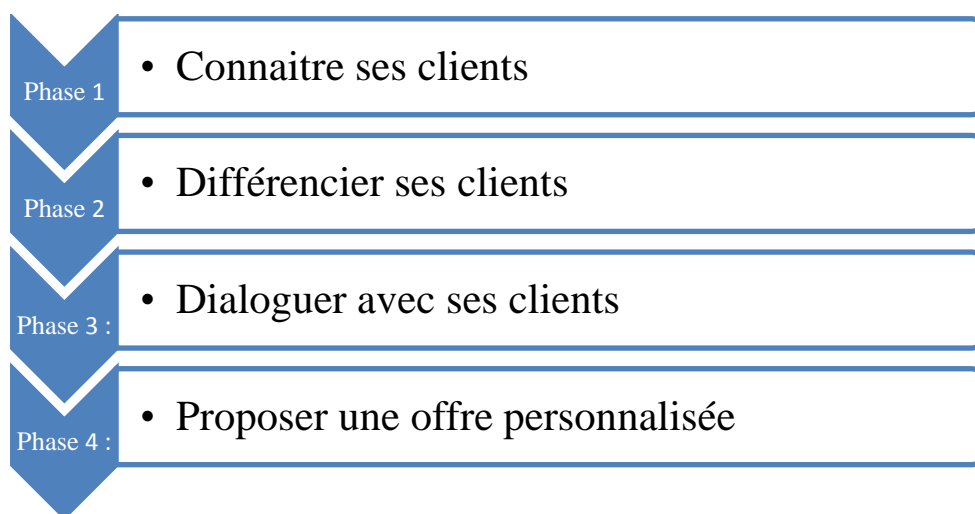 Phase 1
• Connaitre ses clients
Phase 2
• Différencier ses clients
Phase 3 :
• Dialoguer avec ses clients
Phase 4 :
• Proposer une offre personnalisée